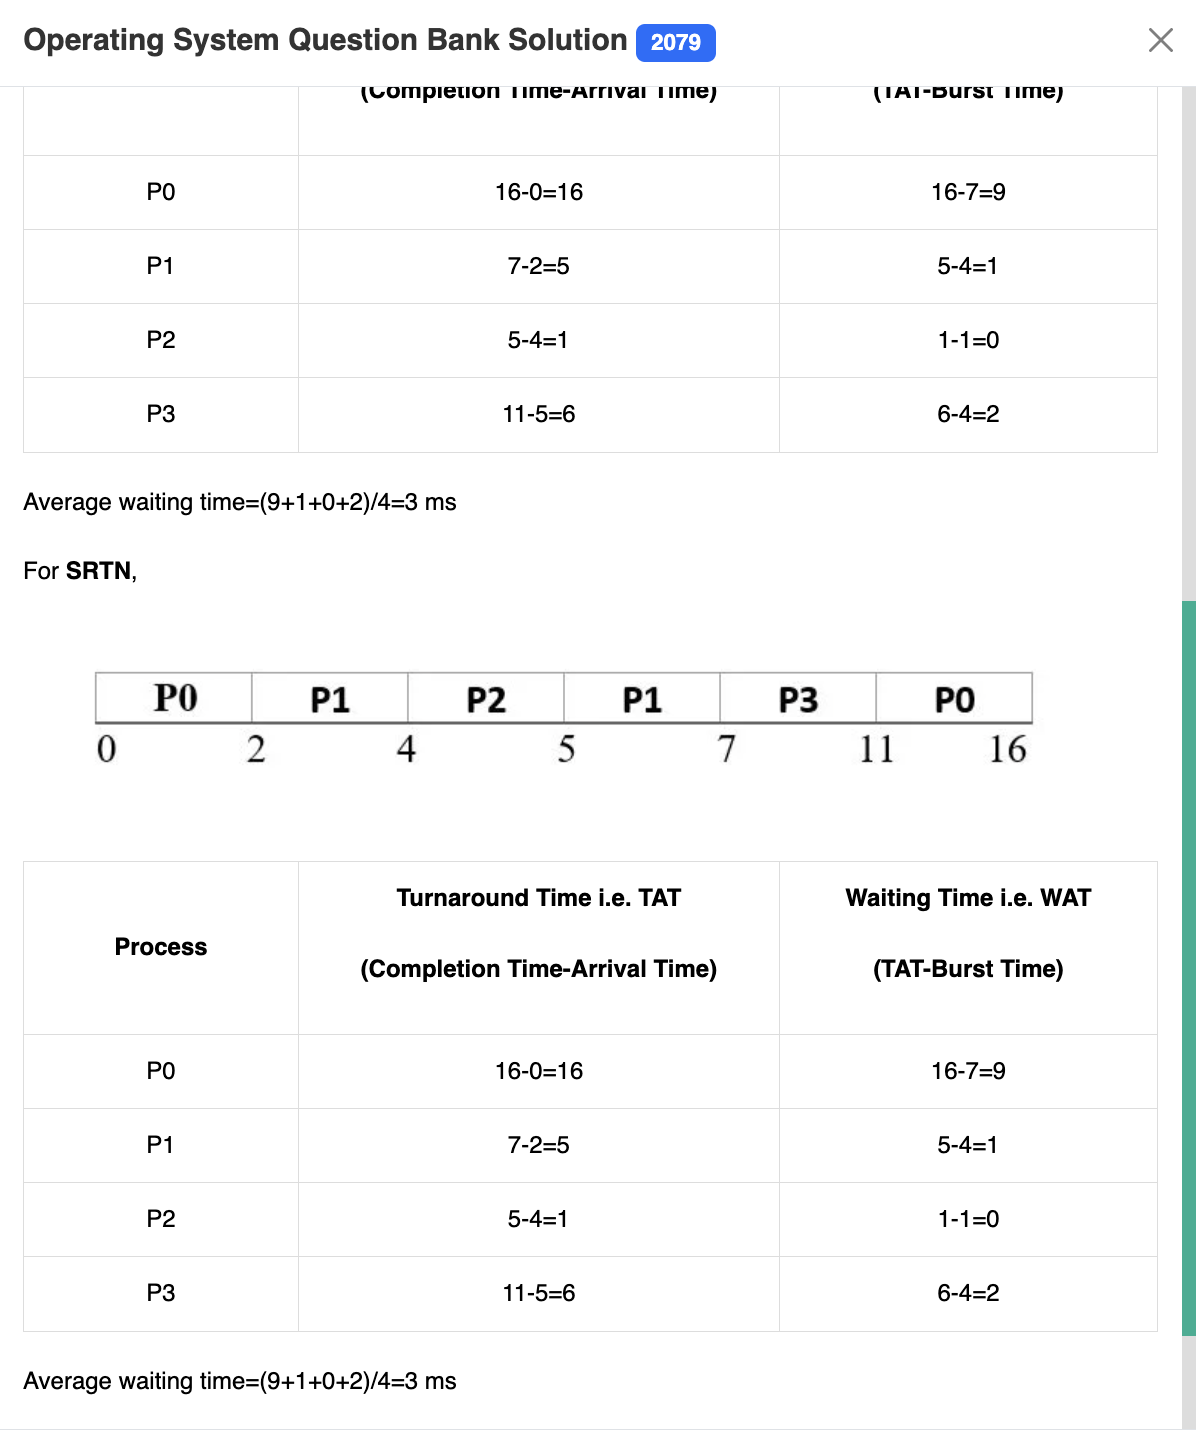 Operating System Question Bank Solution 2079
(Completion Time-Arrival Time) (TAT-Burst Time)
P0 16-0=16 16-7=9
P1 7-2=5 5-4=1
P2 5-4=1 1-1=0
P3 11-5=6 6-4=2
Average waiting time=(9+1+0+2)/4=3 ms
For SRTN,
P0 P1 P2 P1 P3 P0
0 2 4 5 7 11 16
Turnaround Time i.e. TAT Waiting Time i.e. WAT
Process
(Completion Time-Arrival Time) (TAT-Burst Time)
P0 16-0=16 16-7=9
P1 7-2=5 5-4=1
P2 5-4=1 1-1=0
P3 11-5=6 6-4=2
Average waiting time=(9+1+0+2)/4=3 ms